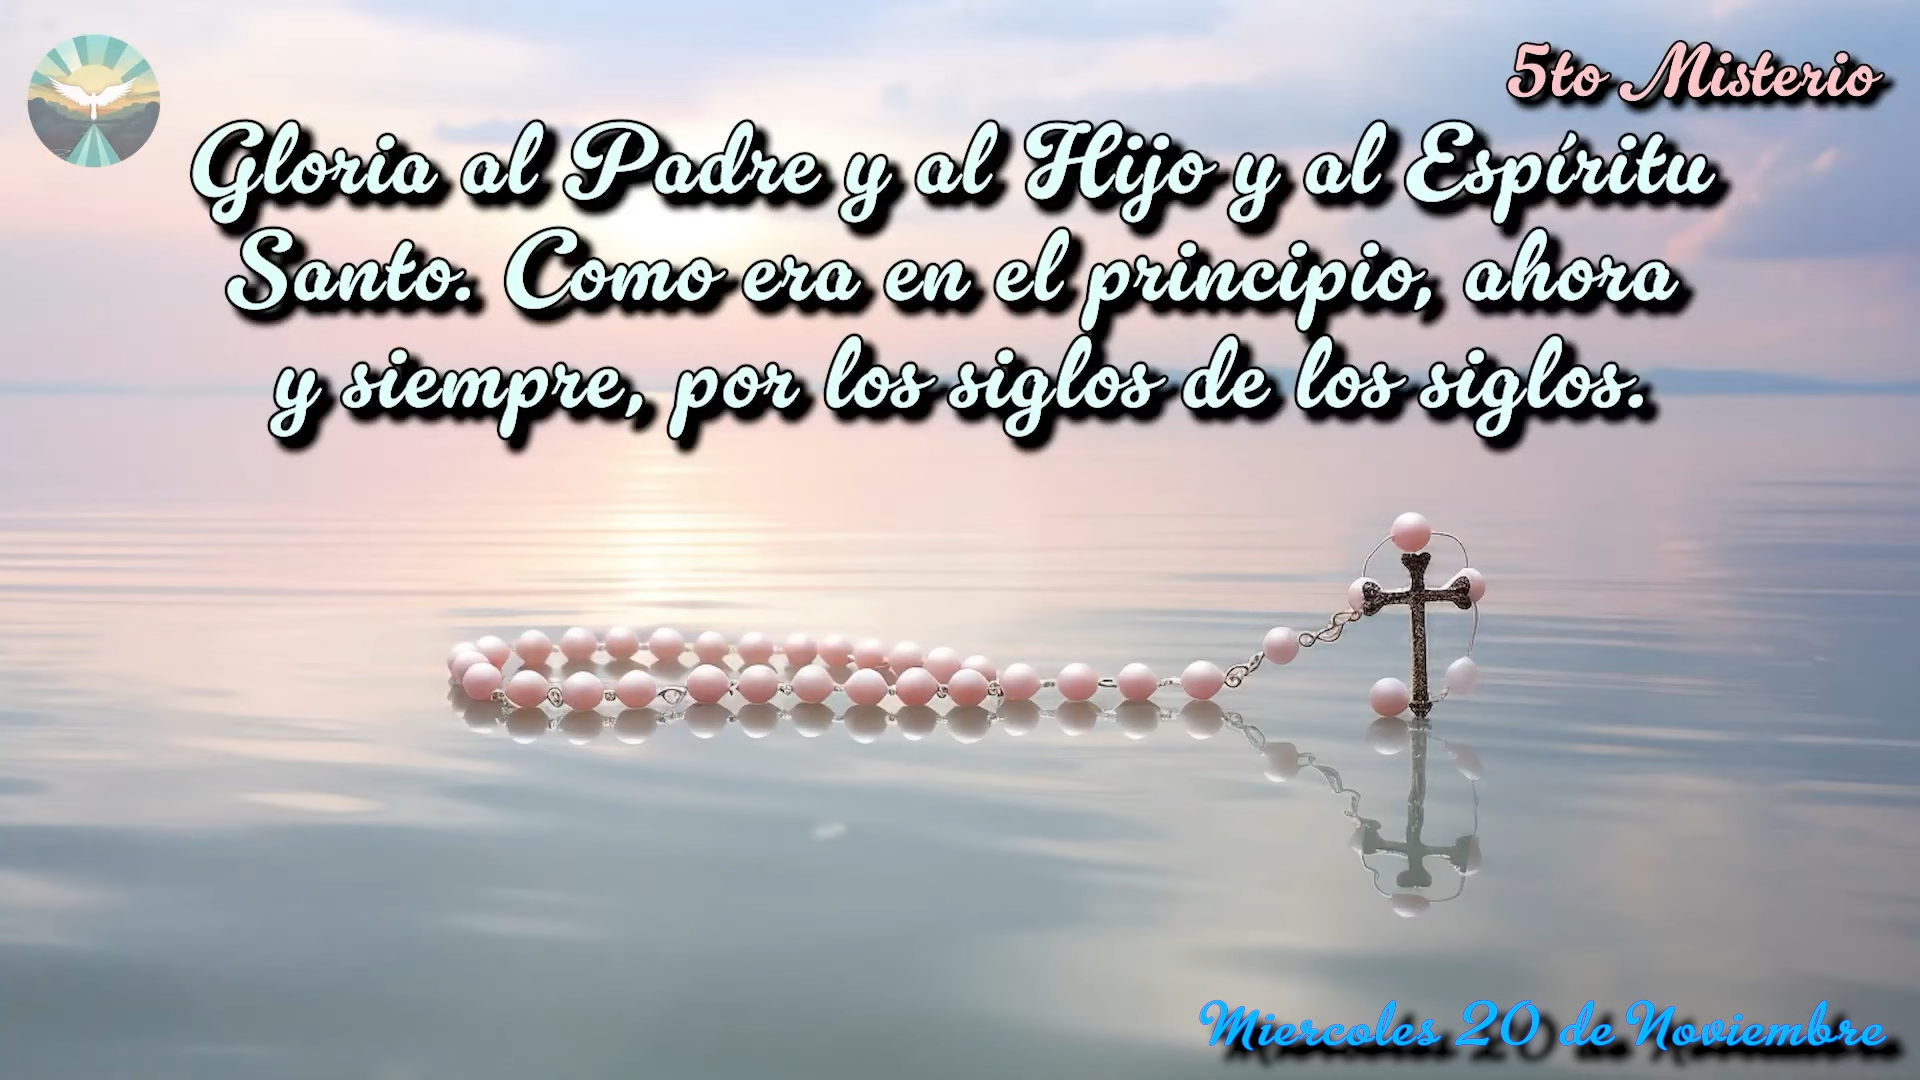 5to Misterio
Gloria al Padre y al Hijo y al Espíritu
Santo. Como era en el principio, ahora
y siempre, por los siglos de los siglos.
Miercoles 20 de Noviembre